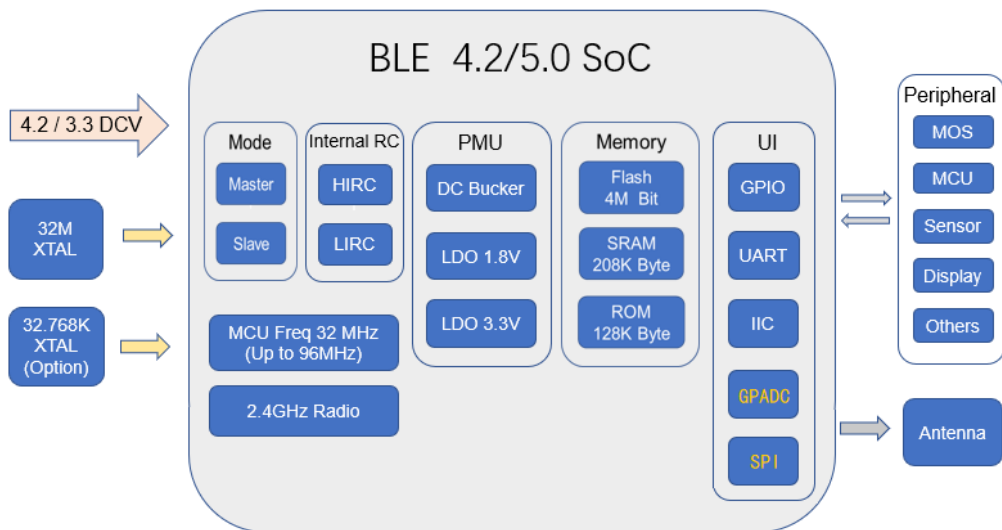 BLE 4.2/5.0 SoC
4.2 / 3.3 DCV
32M
XTAL
32.768K
XTAL
(Option)
Mode
Master
Slave
Internal RC
HIRC
LIRC
MCU Freq 32 MHz
(Up to 96MHz)
2.4GHz Radio
PMU
DC Bucker
LDO 1.8V
LDO 3.3V
Memory
Flash
4M Bit
SRAM
208K Byte
ROM
128K Byte
UI
GPIO
UART
IIC
GPADC
SPI
Peripheral
MOS
MCU
Sensor
Display
Others
Antenna